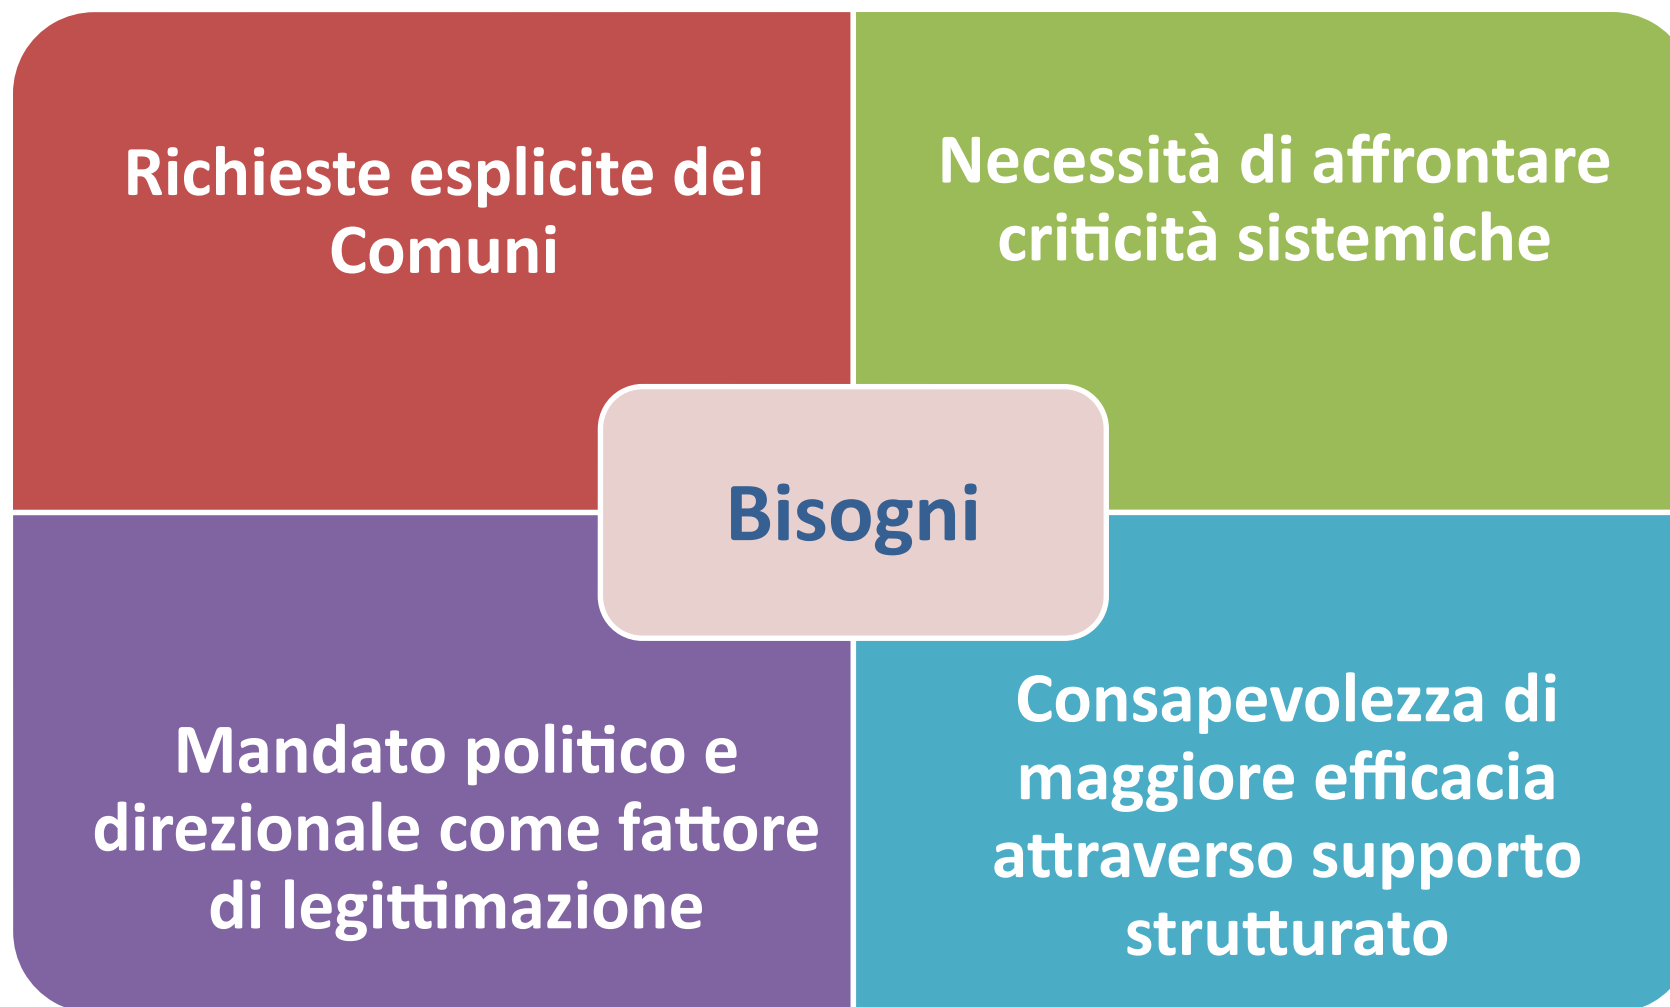 Richieste esplicite dei
Comuni
Necessità di affrontare
criticità sistemiche
Bisogni
Mandato politico e
direzionale come fattore
di legittimazione
Consapevolezza di
maggiore efficacia
attraverso supporto
strutturato